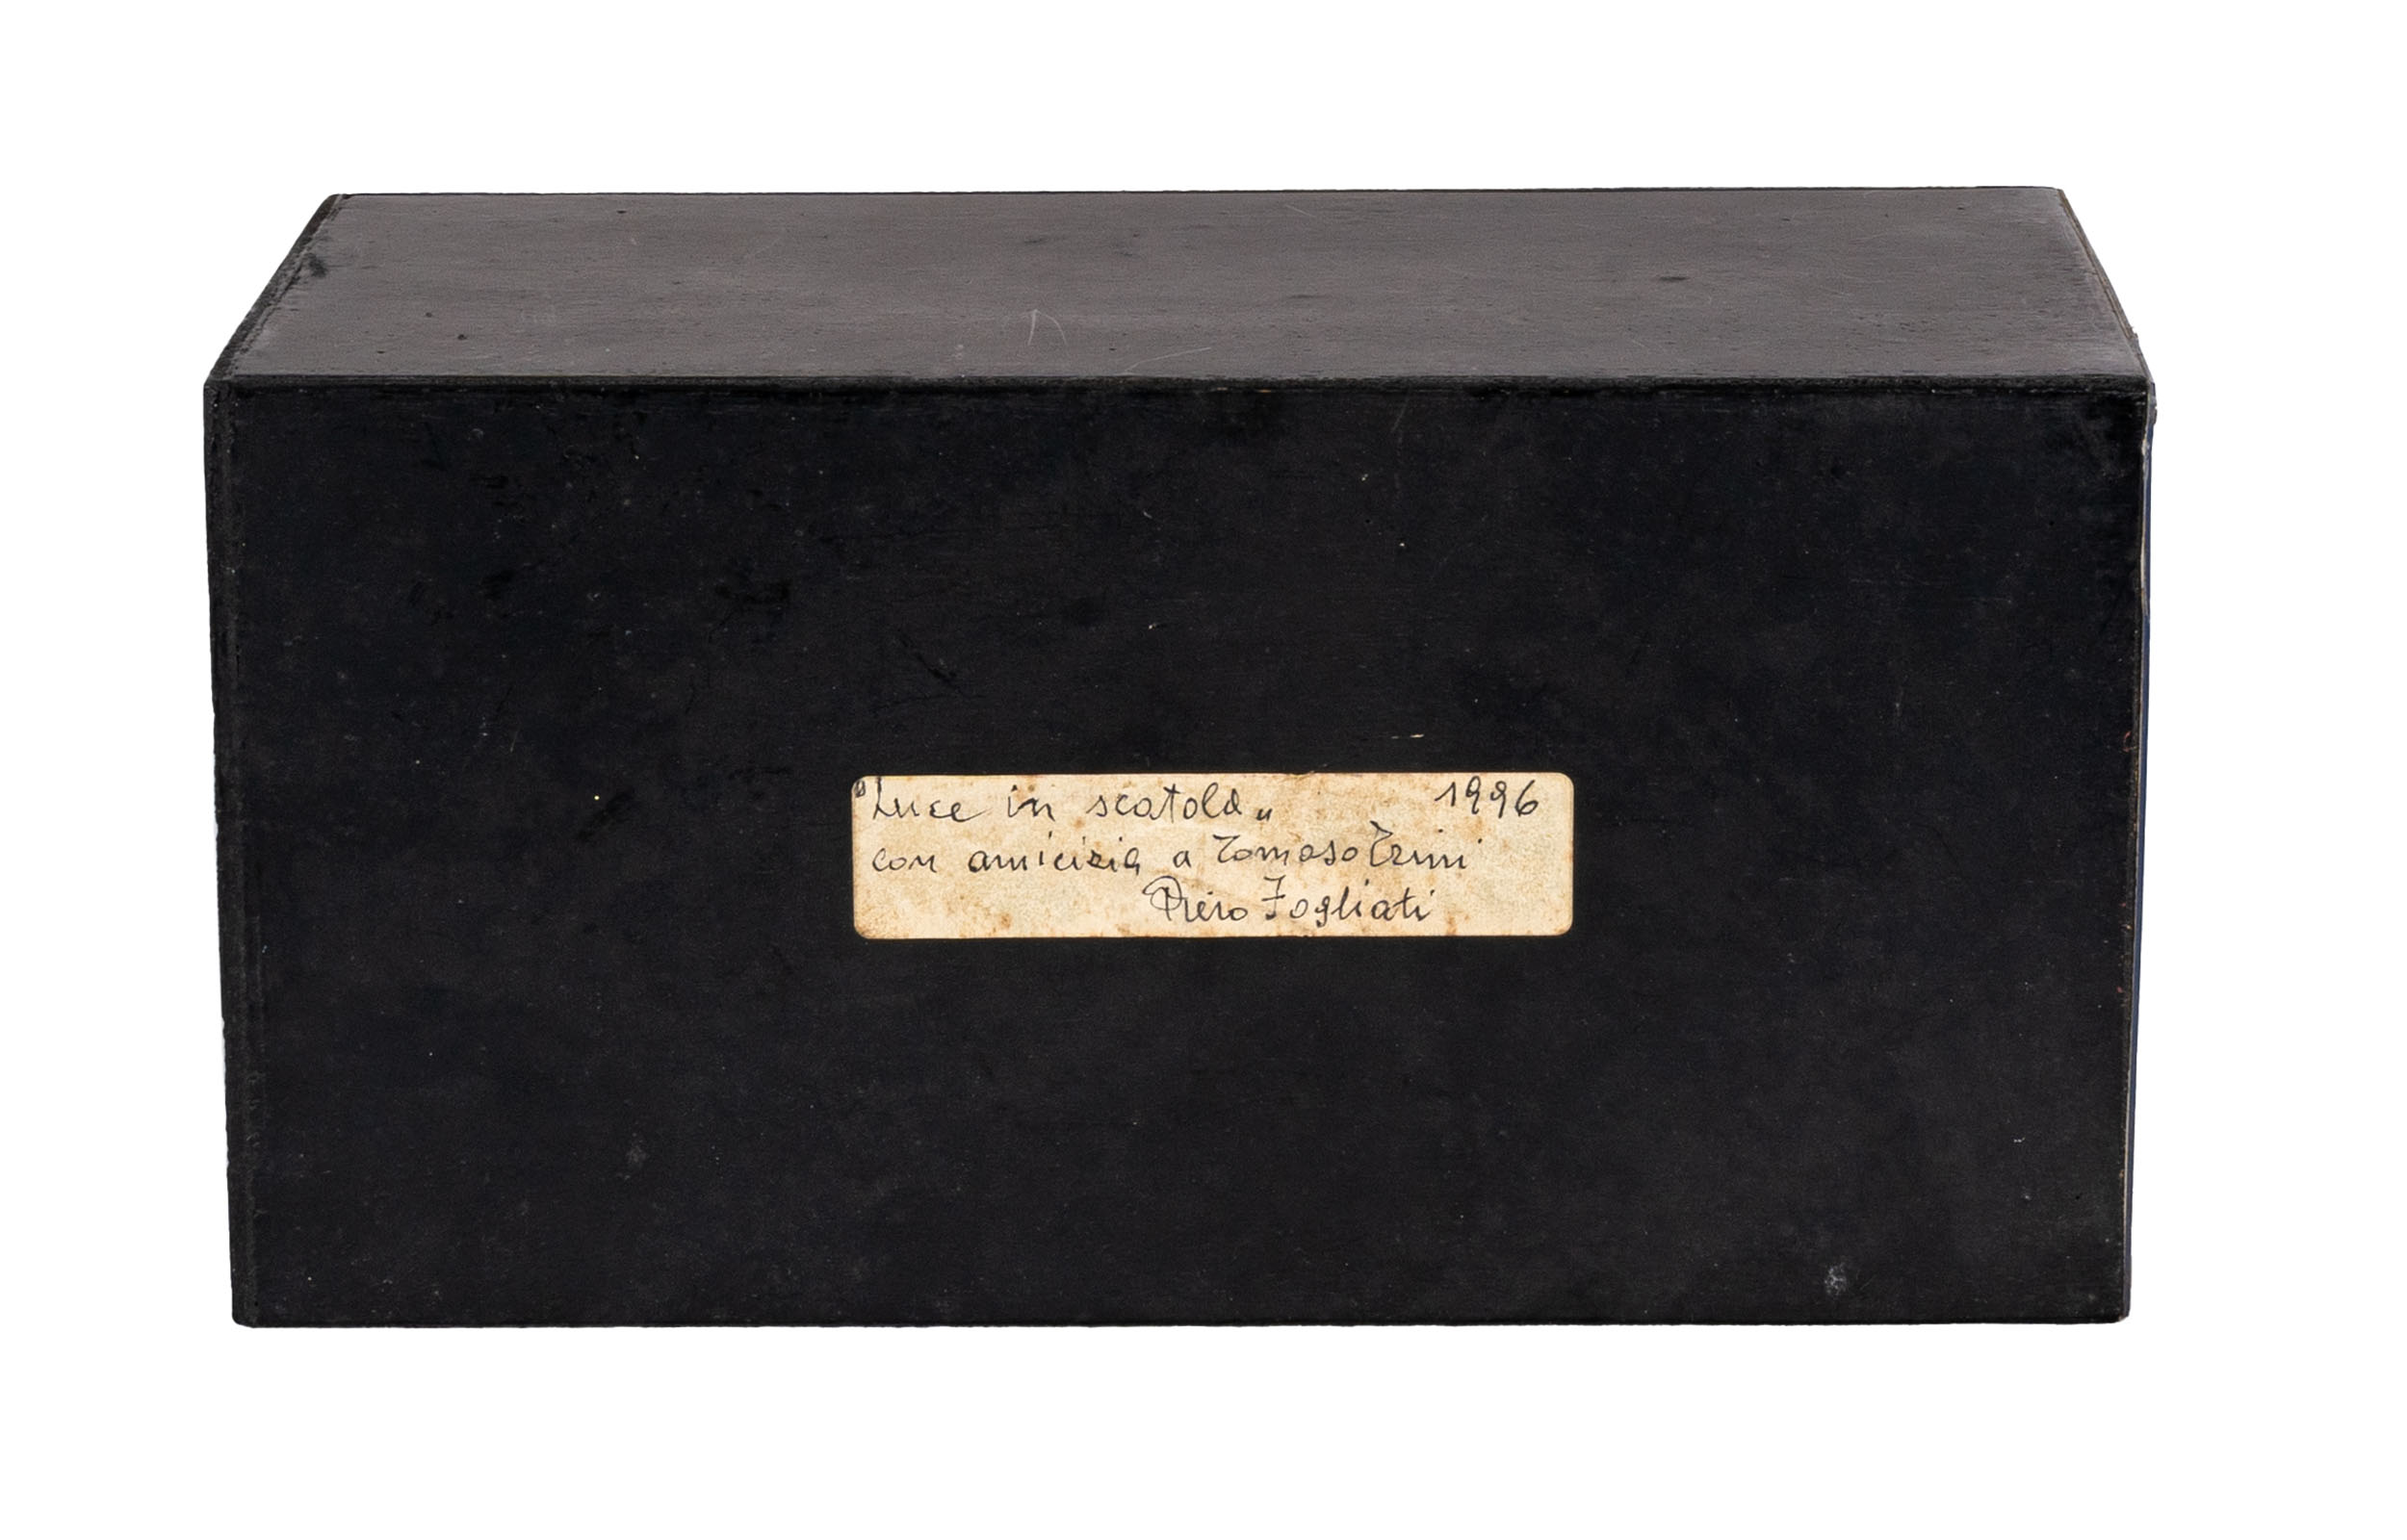 "Luce in scatola" 1996
con amicizia a Tomaso Trini
Piero Fogliati